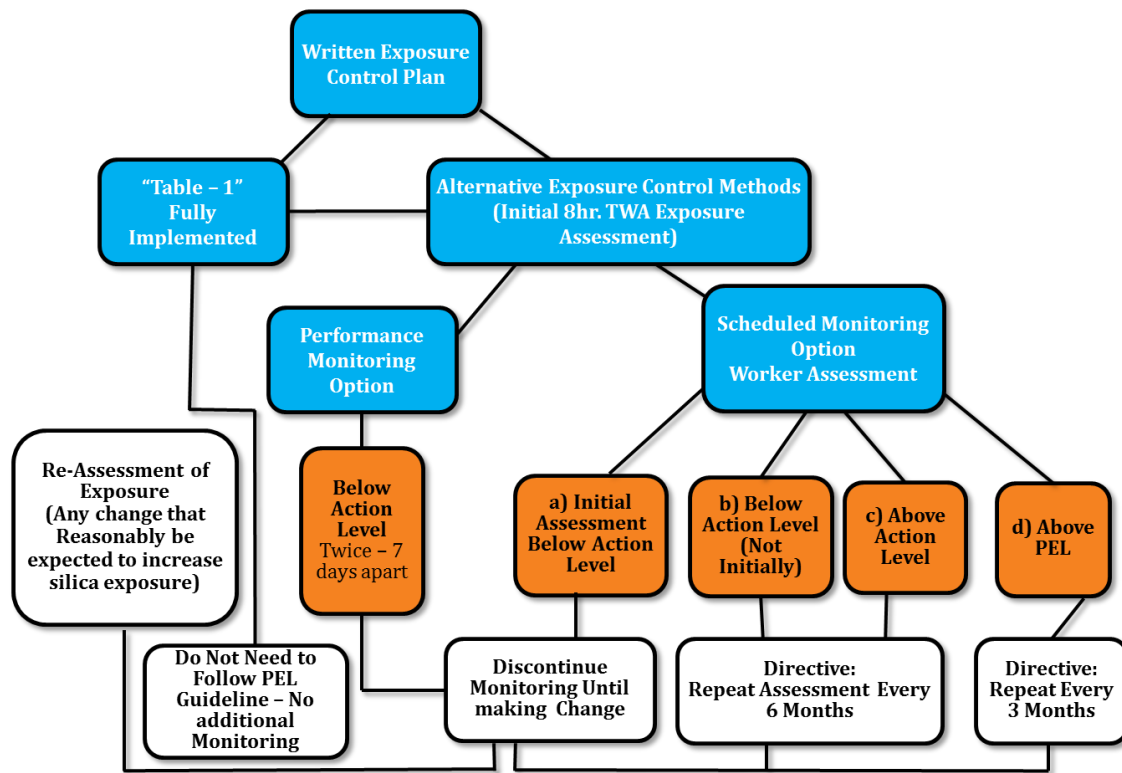 Written Exposure
Control Plan
“Table – 1”
Fully
Implemented
Alternative Exposure Control Methods
(Initial 8hr. TWA Exposure
Assessment)
Performance
Monitoring
Option
Scheduled Monitoring
Option
Worker Assessment
Re-Assessment of
Exposure
(Any change that
Reasonably be
expected to increase
silica exposure)
Below
Action
Level
Twice – 7
days apart
a) Initial
Assessment
Below Action
Level
b) Below
Action Level
(Not
Initially)
c) Above
Action
Level
d) Above
PEL
Do Not Need to
Follow PEL
Guideline – No
additional
Monitoring
Discontinue
Monitoring Until
making Change
Directive:
Repeat Assessment Every
6 Months
Directive:
Repeat Every
3 Months